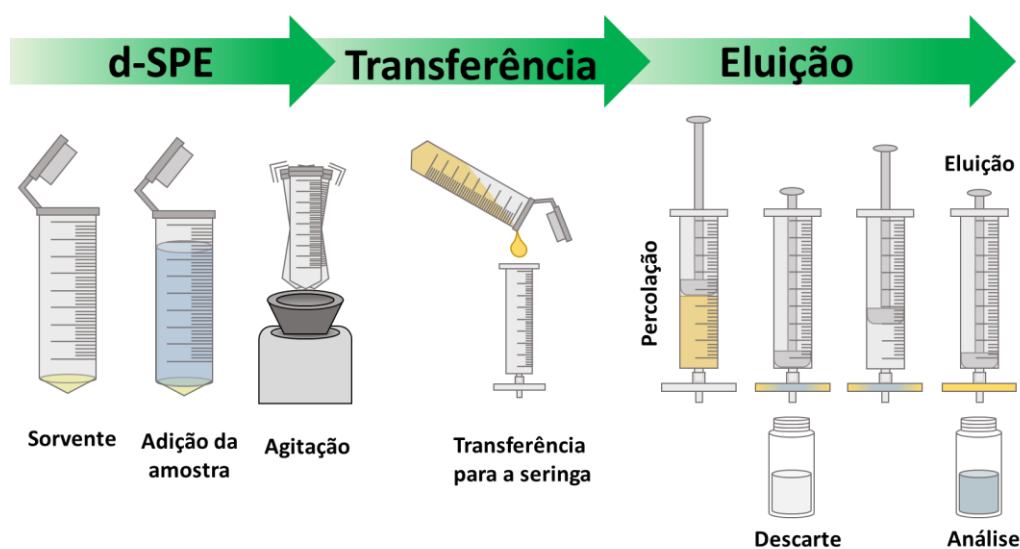 d-SPE
Transferência
Eluição
Sorvente
Adição da
amostra
Agitação
Transferência
para a seringa
Percolação
Eluição
Descarte
Análise